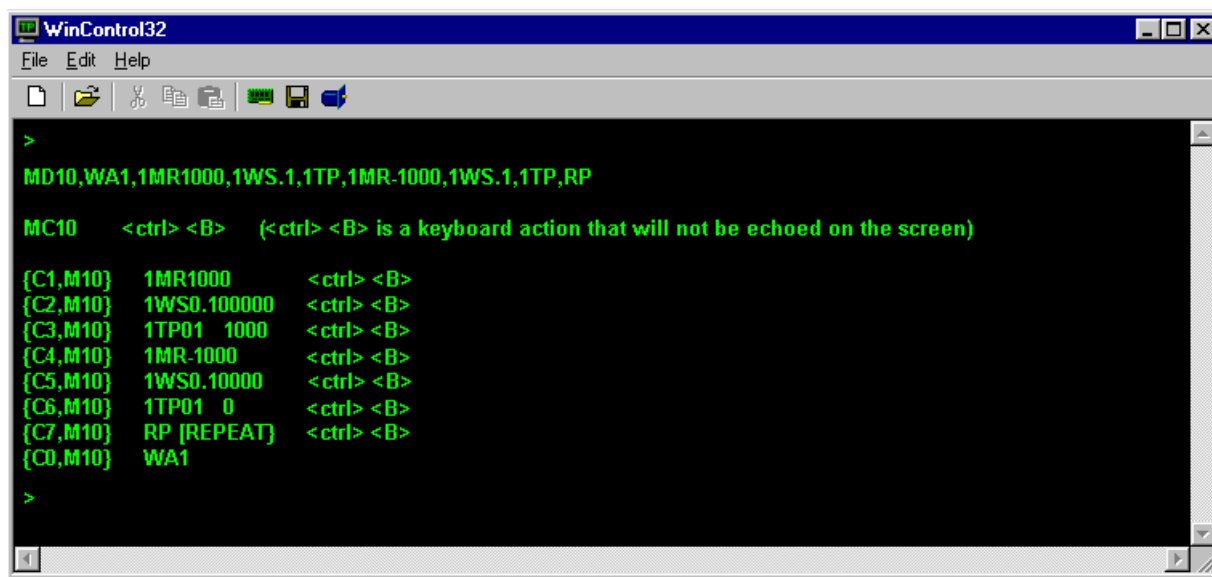 WinControl32
File Edit Help
>
MD10,WA1,1MR1000,1WS.1,1TP,1MR-1000,1WS.1,1TP,RP
MC10 <ctrl> <B> (<ctrl> <B> is a keyboard action that will not be echoed on the screen)
{C1,M10} 1MR1000 <ctrl> <B>
{C2,M10} 1WS0.100000 <ctrl> <B>
{C3,M10} 1TP01 1000 <ctrl> <B>
{C4,M10} 1MR-1000 <ctrl> <B>
{C5,M10} 1WS0.10000 <ctrl> <B>
{C6,M10} 1TP01 0 <ctrl> <B>
{C7,M10} RP [REPEAT} <ctrl> <B>
{C0,M10} WA1
>